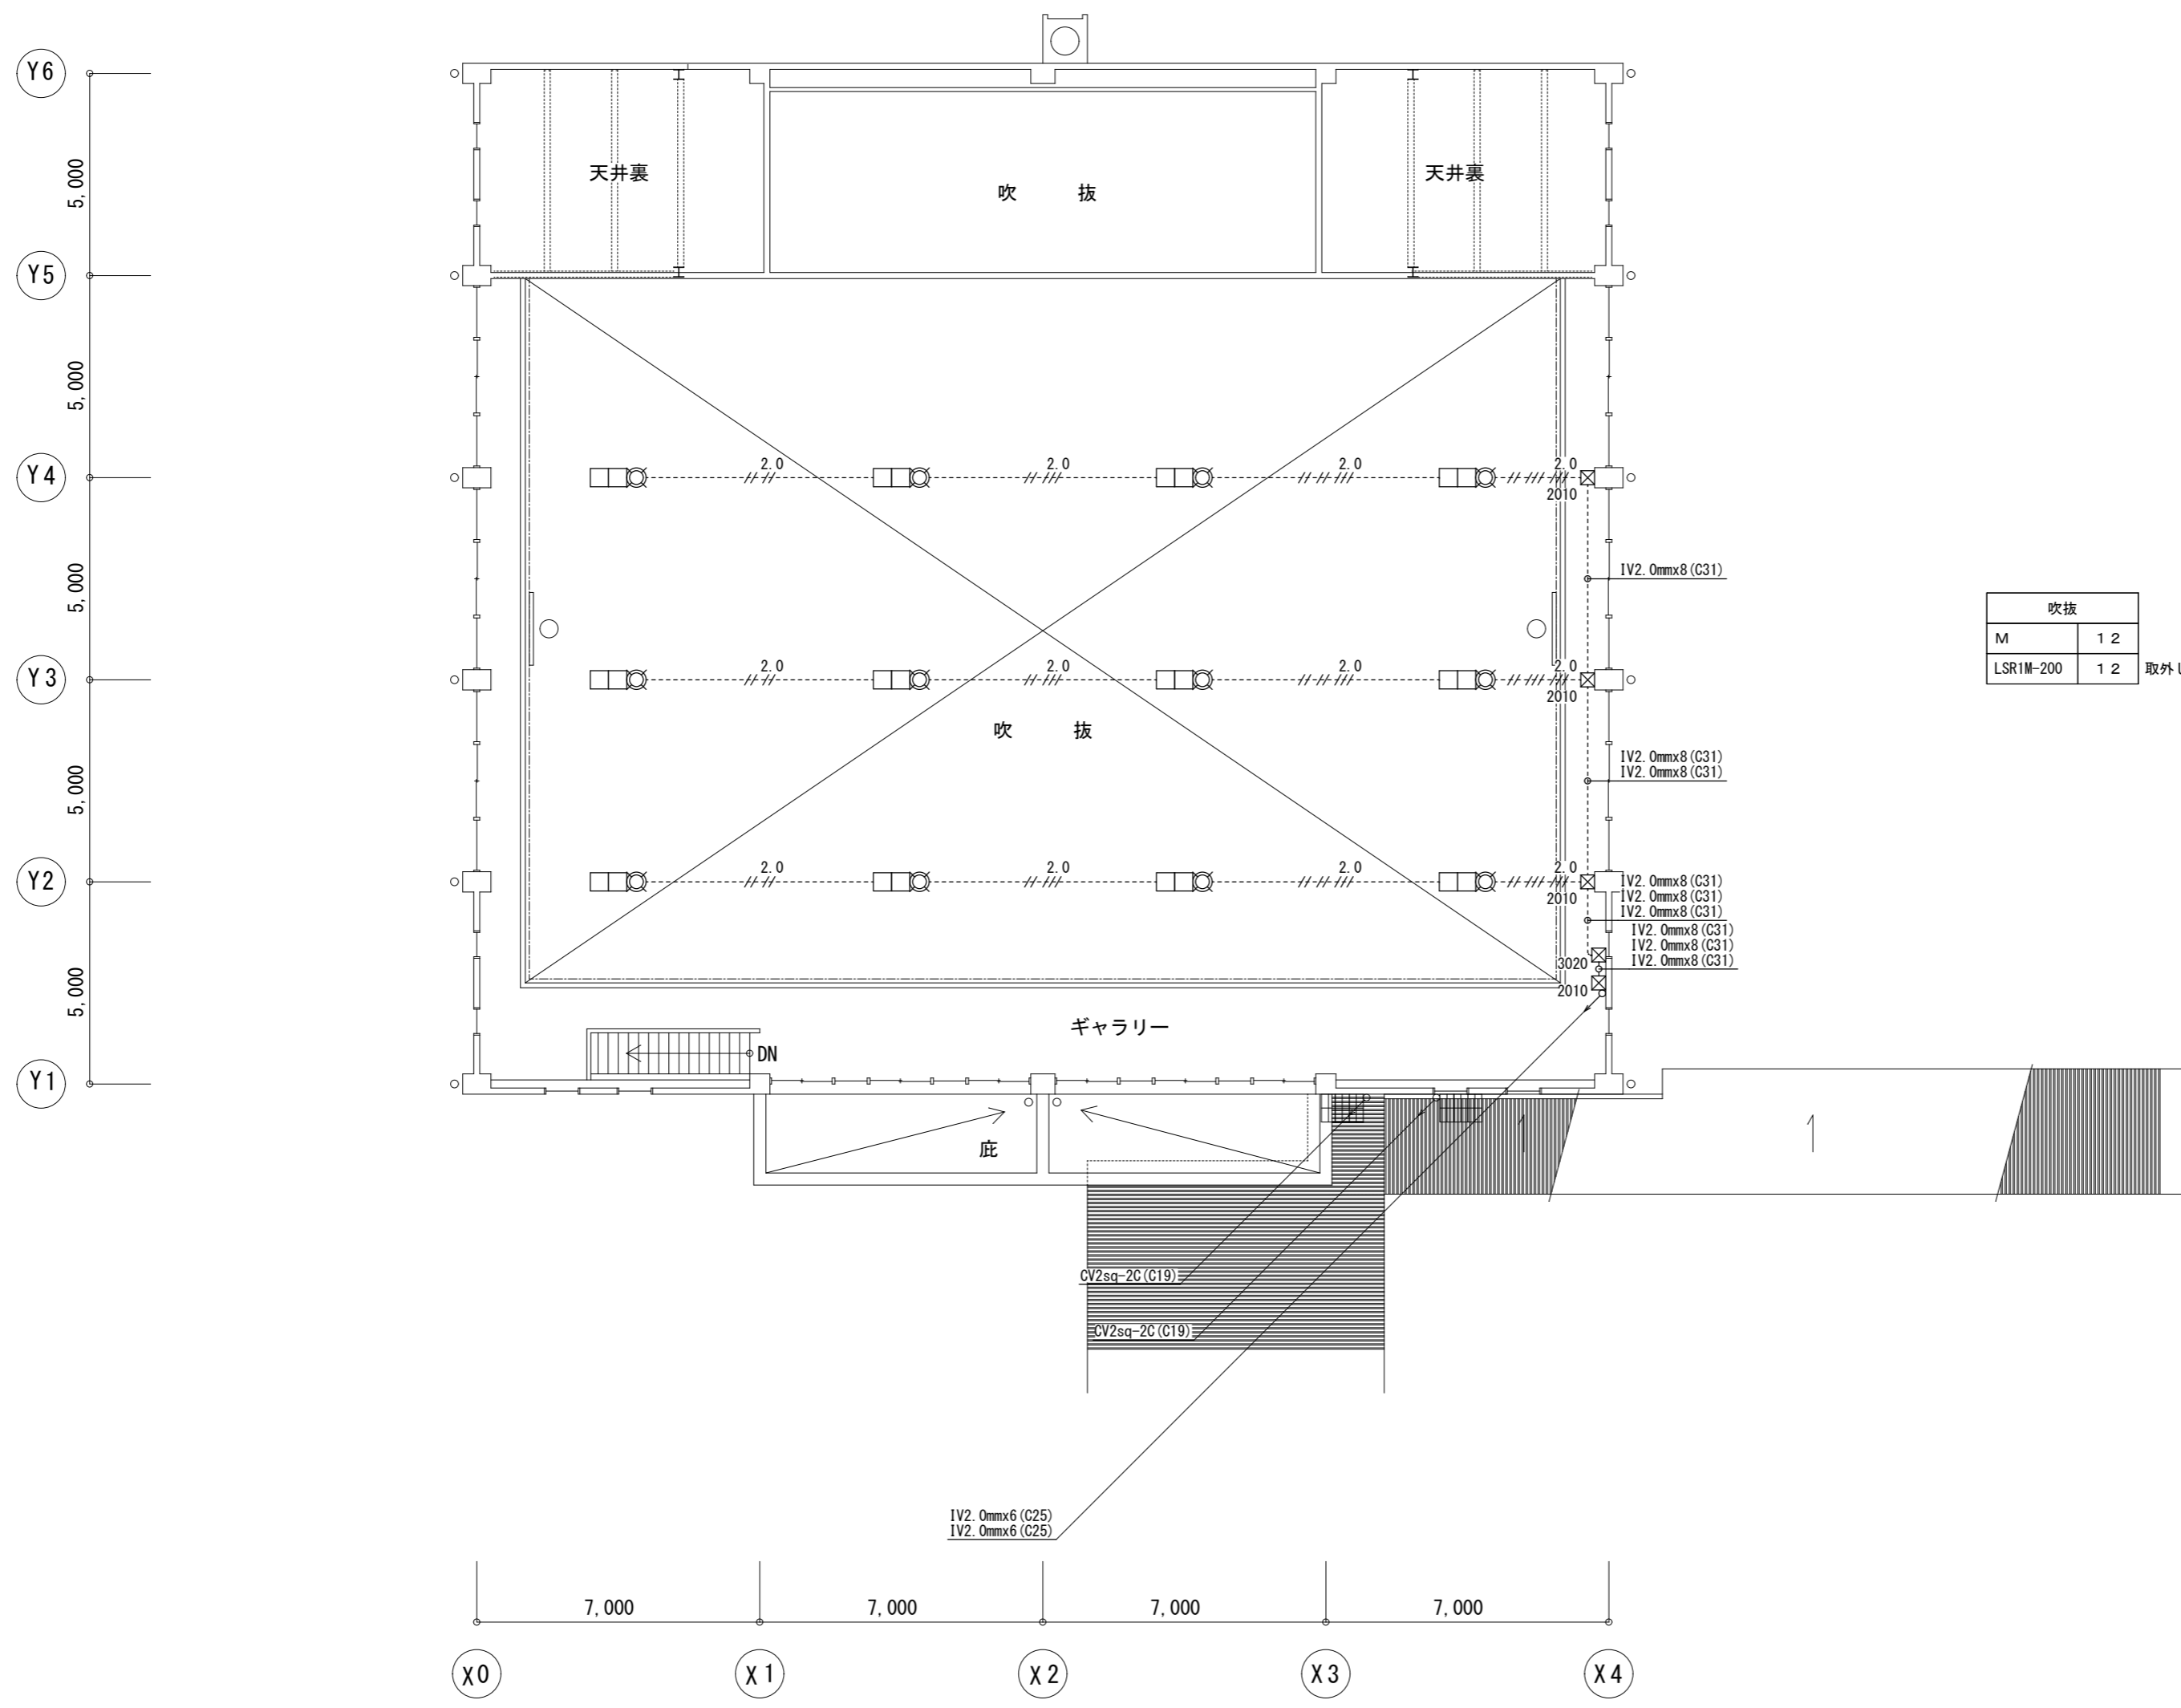 Y6
5,000
天井裏
吹 抜
天井裏
Y5
5,000
Y4
2.0
2.0
2.0
2.0
2010
5,000
IV2.0mmx8(C31)
吹抜
M 12
LSR1M-200 12 取外し
Y3
2.0
2.0
2.0
2.0
2010
吹 抜
5,000
IV2.0mmx8(C31)
IV2.0mmx8(C31)
Y2
2.0
2.0
2.0
2.0
2010
IV2.0mmx8(C31)
IV2.0mmx8(C31)
IV2.0mmx8(C31)
IV2.0mmx8(C31)
IV2.0mmx8(C31)
IV2.0mmx8(C31)
3020
2010
5,000
ギャラリー
DN
Y1
庇
CV2sq-2C(C19)
CV2sq-2C(C19)
IV2.0mmx6(C25)
IV2.0mmx6(C25)
7,000
7,000
7,000
7,000
X0
X1
X2
X3
X4